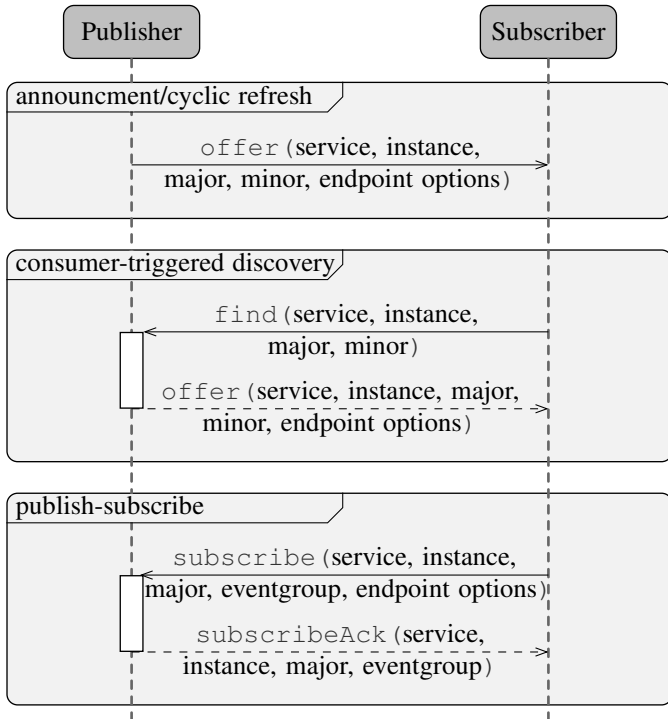 Publisher
Subscriber
announcment/cyclic refresh
offer(service, instance,
major, minor, endpoint options)
consumer-triggered discovery
find(service, instance,
major, minor)
offer(service, instance, major,
minor, endpoint options)
publish-subscribe
subscribe(service, instance,
major, eventgroup, endpoint options)
subscribeAck(service,
instance, major, eventgroup)